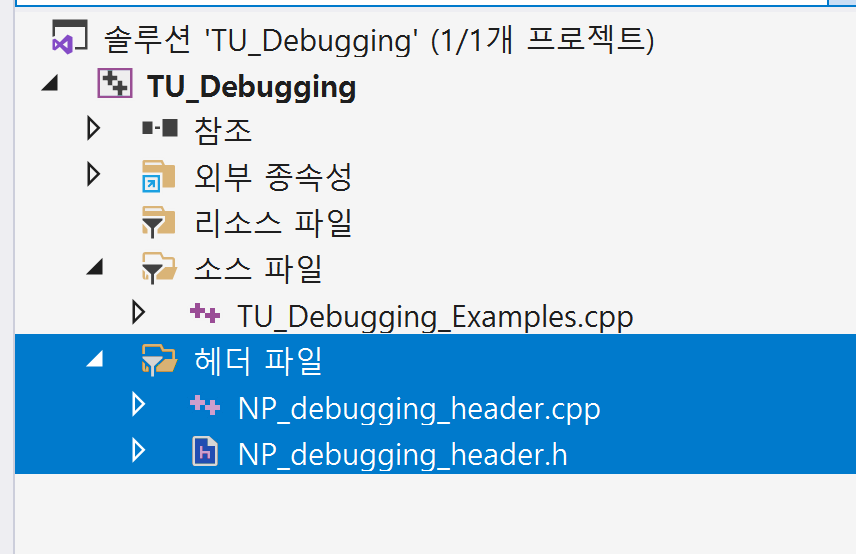 솔루션 'TU_Debugging' (1/1개 프로젝트)
TU_Debugging
참조
외부 종속성
리소스 파일
소스 파일
TU_Debugging_Examples.cpp
헤더 파일
NP_debugging_header.cpp
NP_debugging_header.h